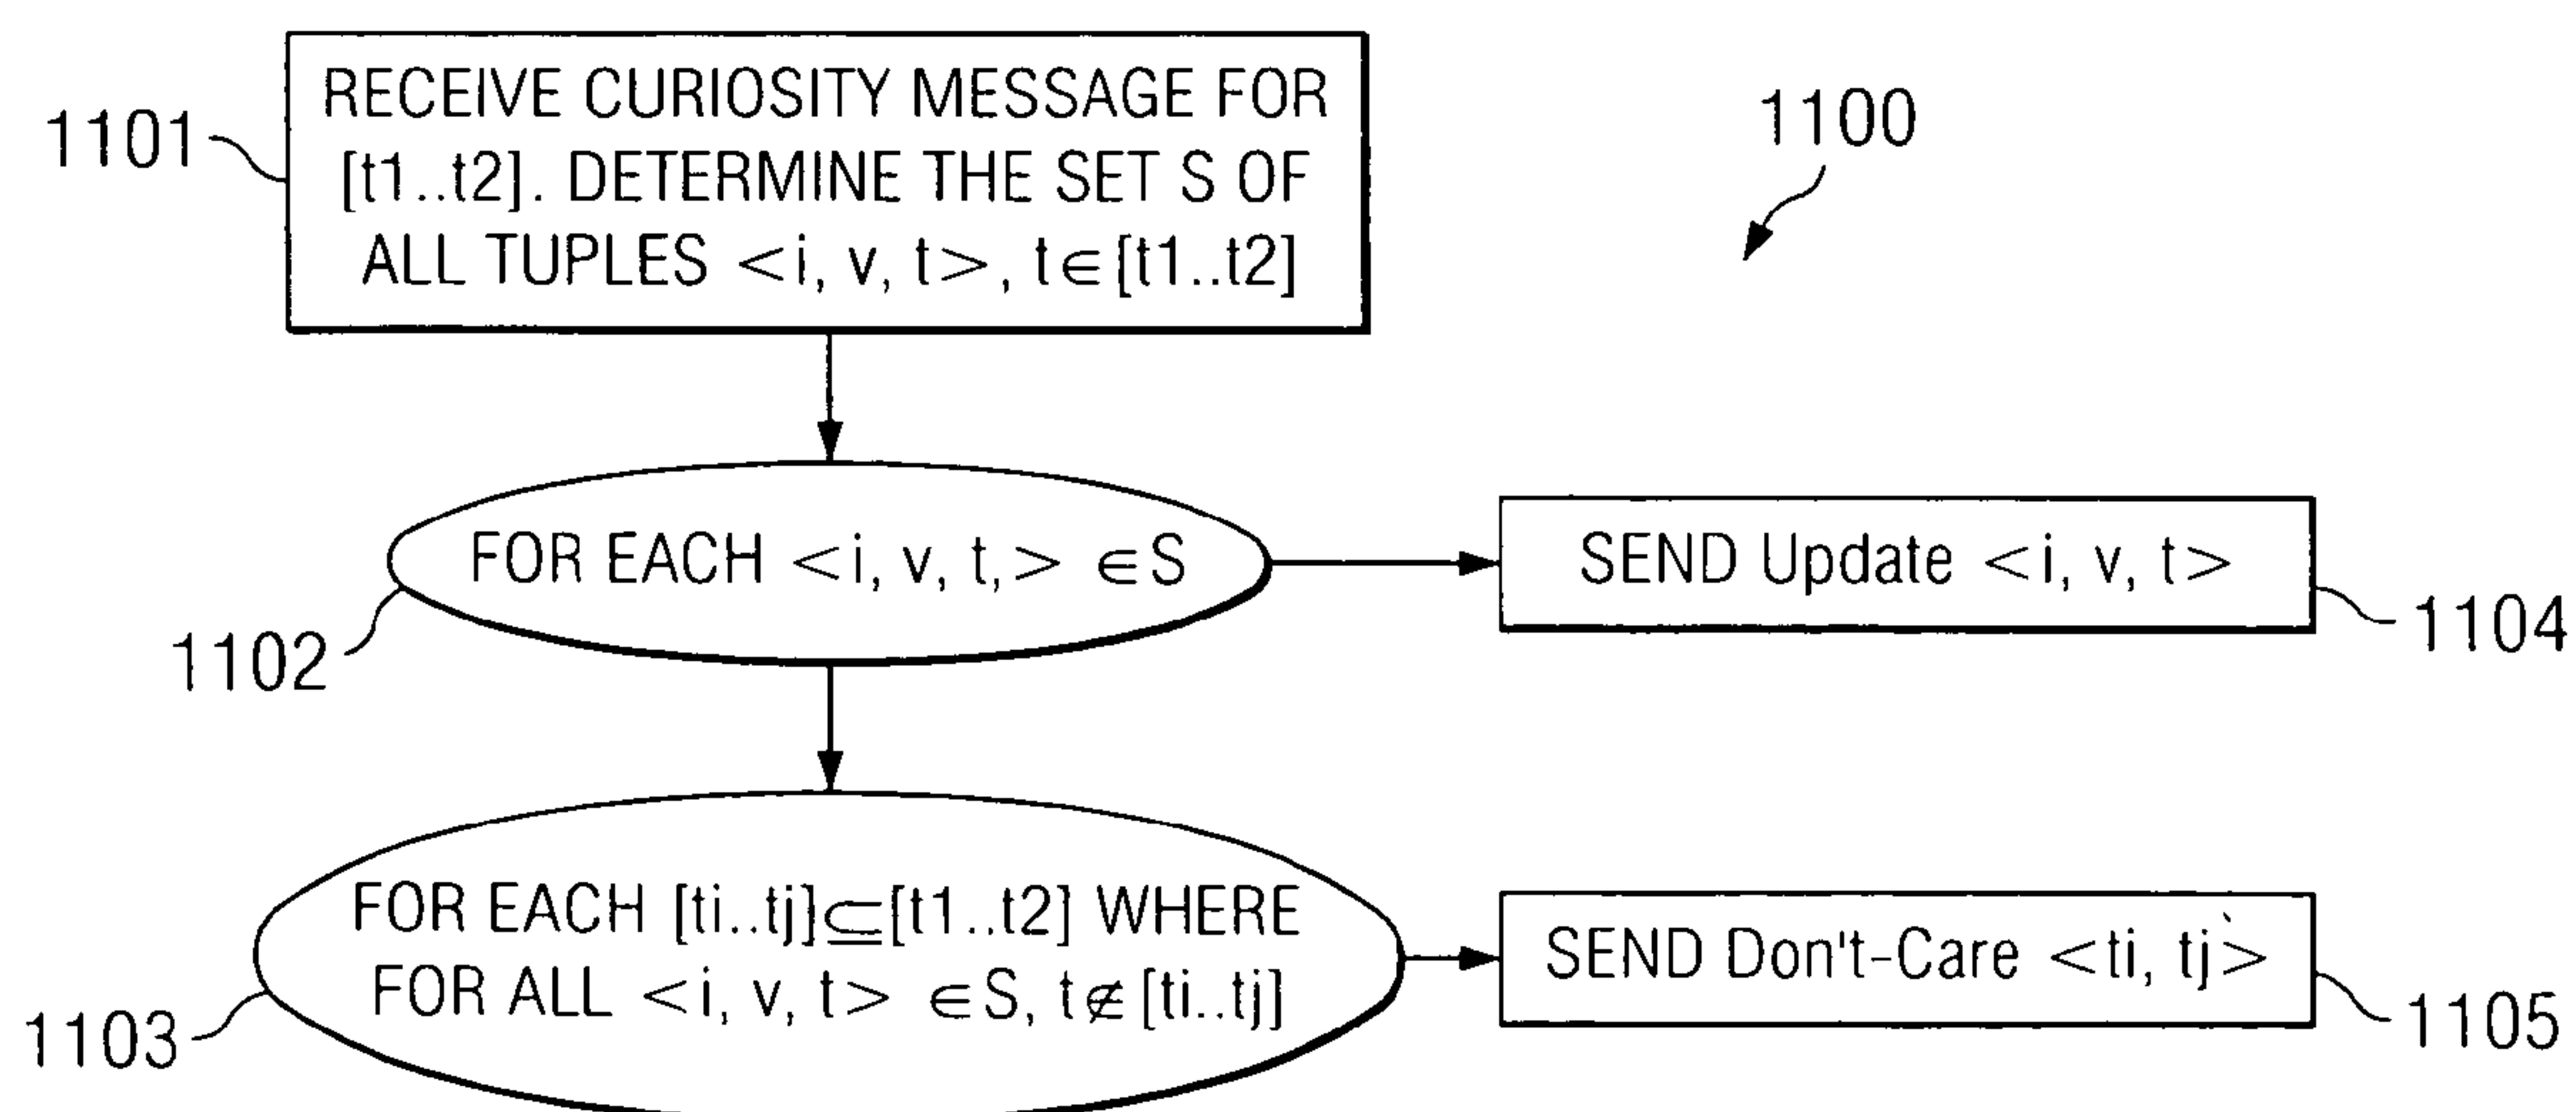 RECEIVE CURIOSITY MESSAGE FOR
[t1..t2]. DETERMINE THE SET S OF
ALL TUPLES <i, v, t>, t∈[t1..t2]
1101
1100
FOR EACH <i, v, t,> ∈S
1102
SEND Update <i, v, t>
1104
FOR EACH [ti..tj]⊆[t1..t2] WHERE
FOR ALL <i, v, t> ∈S, t∉[ti..tj]
1103
SEND Don't-Care <ti, tj>
1105